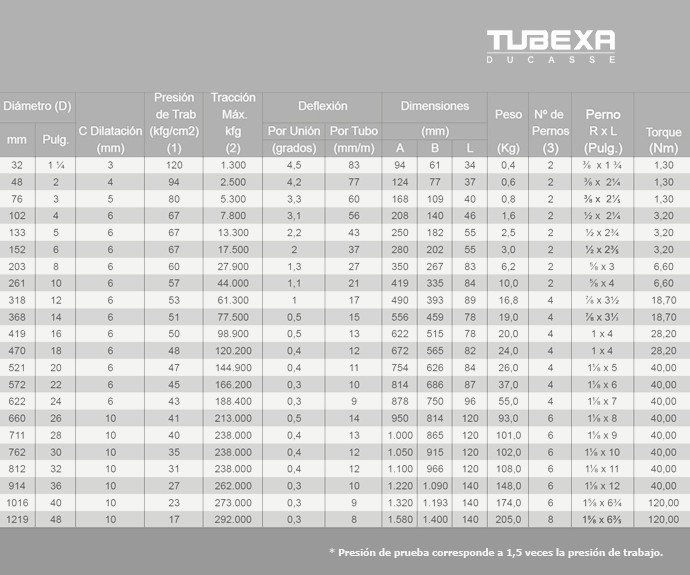 TUBEXA
DUCASSE
Diámetro (D) C Dilatación (mm) Presión de Trab (kfg/cm2) (1) Tracción Máx. kfg (2) Deflexión Dimensiones (mm) Peso (Kg) Nº de Pernos (3) Perno R x L (Pulg.) Torque (Nm)
mm Pulg. Por Unión (grados) Por Tubo (mm/m) A B L
32 1 ¼ 3 120 1.300 4,5 83 94 61 34 0,4 2 ⅜ x 1 ¾ 1,30
48 2 4 94 2.500 4,2 77 124 77 37 0,6 2 ⅜ x 2¼ 1,30
76 3 5 80 5.300 3,3 60 168 109 40 0,8 2 ⅜ x 1,30
102 4 6 67 7.800 3,1 56 208 140 46 1,6 2 ½ x 2¼ 3,20
133 5 6 67 13.300 2,2 43 250 182 55 2,5 2 ½ x 2¾ 3,20
152 6 6 67 17.500 2 37 280 202 55 3,0 2 ½ x 3,20
203 8 6 60 27.900 1,3 27 350 267 83 6,2 2 ⅝ x 3 6,60
261 10 6 57 44.000 1,1 21 419 335 84 10,0 2 ⅝ x 4 6,60
318 12 6 53 61.300 1 17 490 393 89 16,8 4 ⅞ x 3½ 18,70
368 14 6 51 77.500 0,5 15 556 459 78 19,0 4 ⅞ x 18,70
419 16 6 50 98.900 0,5 13 622 515 78 20,0 4 1 x 4 28,20
470 18 6 48 120.200 0,4 12 672 565 82 24,0 4 1 x 4 28,20
521 20 6 47 144.900 0,4 11 754 626 84 26,0 4 1⅛ x 5 40,00
572 22 6 45 166.200 0,3 10 814 686 87 37,0 4 1⅛ x 6 40,00
622 24 6 43 188.400 0,3 9 878 750 96 55,0 4 1⅛ x 7 40,00
660 26 10 41 213.000 0,5 14 950 814 120 93,0 6 1⅛ x 8 40,00
711 28 10 40 238.000 0,4 13 1.000 865 120 101,0 6 1⅛ x 9 40,00
762 30 10 35 238.000 0,4 12 1.050 915 120 102,0 6 1⅛ x 10 40,00
812 32 10 31 238.000 0,4 12 1.100 966 120 108,0 6 1⅛ x 11 40,00
914 36 10 27 262.000 0,3 10 1.220 1.090 140 148,0 6 1⅛ x 12 40,00
1016 40 10 23 273.000 0,3 9 1.320 1.193 140 174,0 6 1⅝ x 6¾ 120,00
1219 48 10 17 292.000 0,3 8 1.580 1.400 140 205,0 8 1⅝ x 120,00
* Presión de prueba corresponde a 1,5 veces la presión de trabajo.